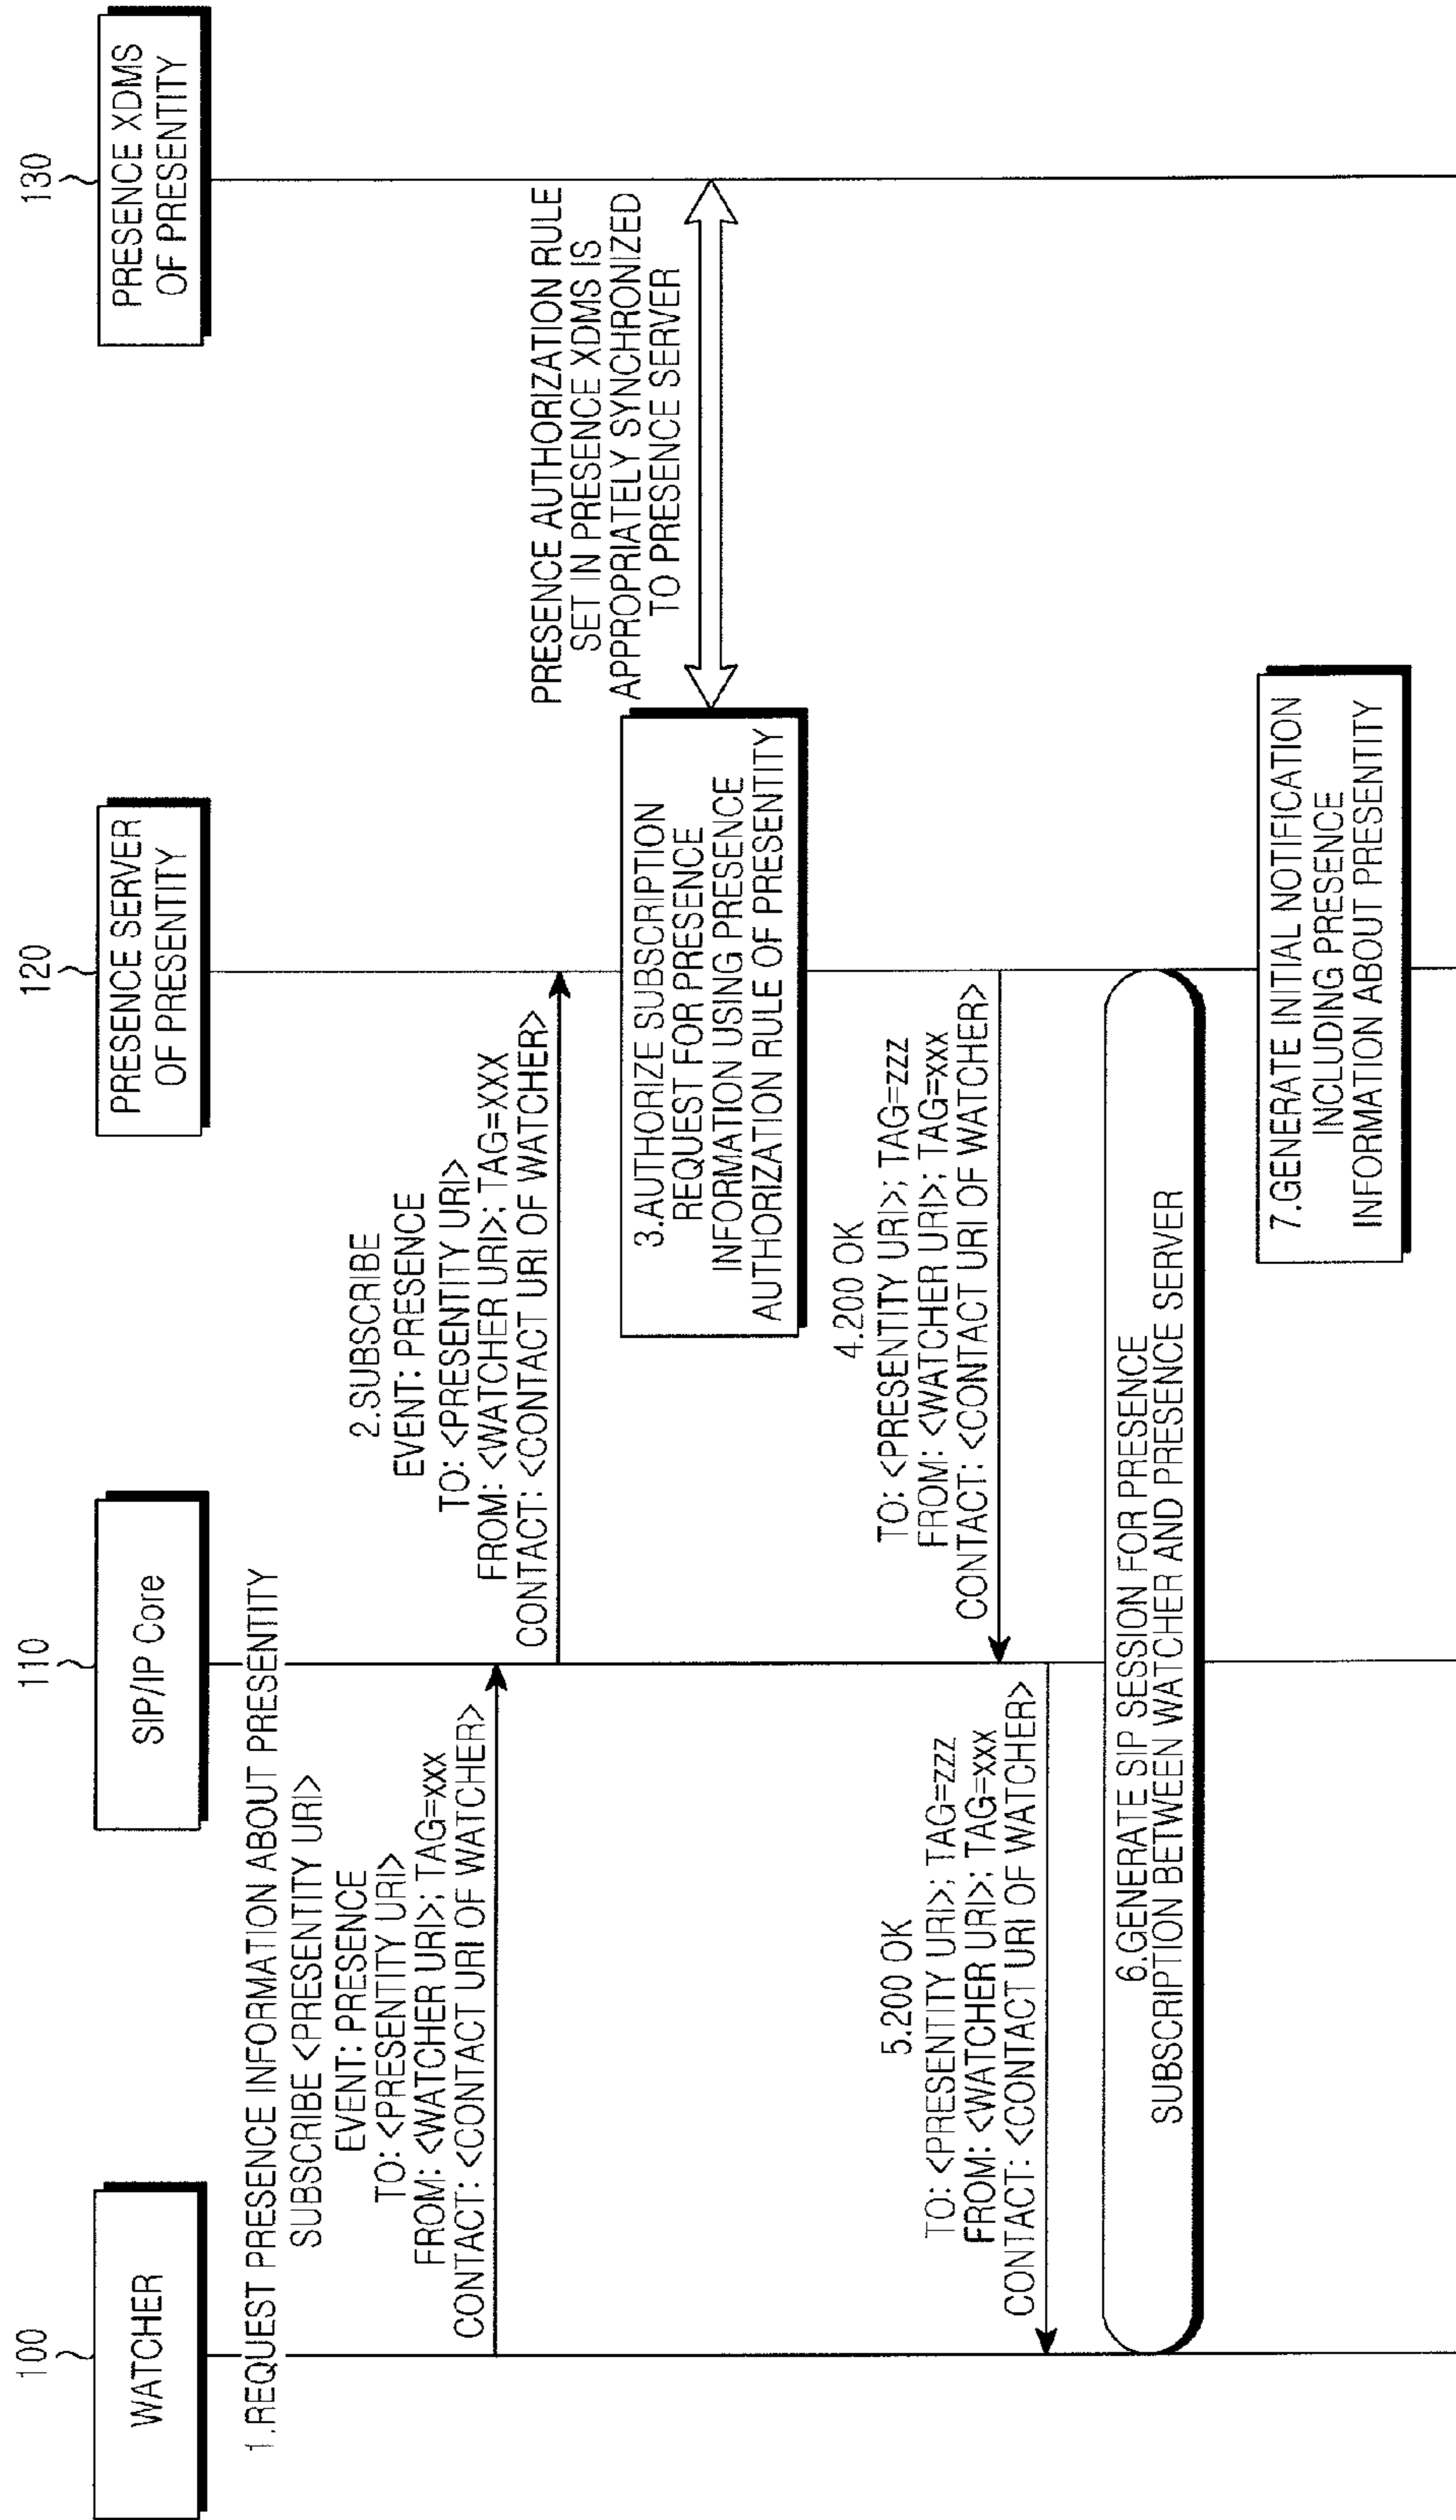 100
WATCHER
110
SIP/IP Core
120
PRESENCE SERVER
OF PRESENTITY
130
PRESENCE XDMS
OF PRESENTITY
1.REQUEST PRESENCE INFORMATION ABOUT PRESENTITY
SUBSCRIBE <PRESENTITY URI>
EVENT: PRESENCE
TO: <PRESENTITY URI>
FROM: <WATCHER URI>; TAG=xxx
CONTACT: <CONTACT URI OF WATCHER>
2.SUBSCRIBE
EVENT: PRESENCE
TO: <PRESENTITY URI>
FROM: <WATCHER URI>; TAG=XXX
CONTACT: <CONTACT URI OF WATCHER>
PRESENCE AUTHORIZATION RULE
SET IN PRESENCE XDMS IS
APPROPRIATELY SYNCHRONIZED
TO PRESENCE SERVER
3.AUTHORIZE SUBSCRIPTION
REQUEST FOR PRESENCE
INFORMATION USING PRESENCE
AUTHORIZATION RULE OF PRESENTITY
4.200 OK
TO: <PRESENTITY URI>; TAG=zzz
FROM: <WATCHER URI>; TAG=xxx
CONTACT: <CONTACT URI OF WATCHER>
5.200 OK
TO: <PRESENTITY URI>; TAG=zzz
FROM: <WATCHER URI>; TAG=xxx
CONTACT: <CONTACT URI OF WATCHER>
6.GENERATE SIP SESSION FOR PRESENCE
SUBSCRIPTION BETWEEN WATCHER AND PRESENCE SERVER
7.GENERATE INITIAL NOTIFICATION
INCLUDING PRESENCE
INFORMATION ABOUT PRESENTITY